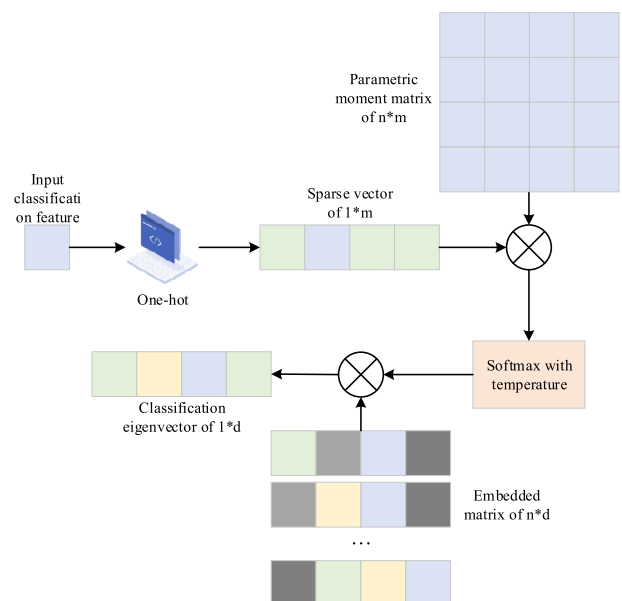 Parametric
moment matrix
of n*m
Input
classificati
on feature
Sparse vector
of 1*m
One-hot
Softmax with
temperature
Classification
eigenvector of 1*d
Embedded
matrix of n*d
...